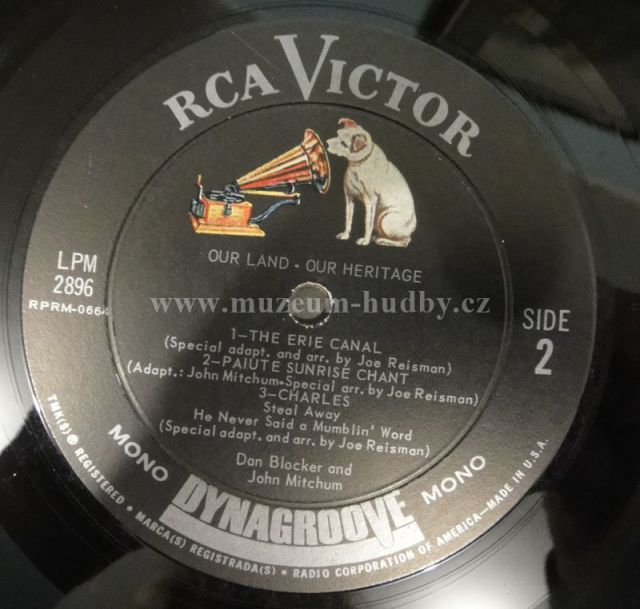 RCA VICTOR
OUR LAND • OUR HERITAGE
LPM
2896
RPRM-0664
www.muzeum-hudby.cz
SIDE
2
1—THE ERIE CANAL
(Special adapt. and arr. by Joe Reisman)
2—PAIUTE SUNRISE CHANT
(Adapt.: John Mitchum-Special arr. by Joe Reisman)
3—CHARLES
Steal Away
He Never Said a Mumblin' Word
(Special adapt. and arr. by Joe Reisman)
Dan Blocker and
John Mitchum
MONO DYNAGROOVE MONO
TMK(S) ® REGISTERED • MARCA(S) REGISTRADA(S) • RADIO CORPORATION OF AMERICA—MADE IN U.S.A.